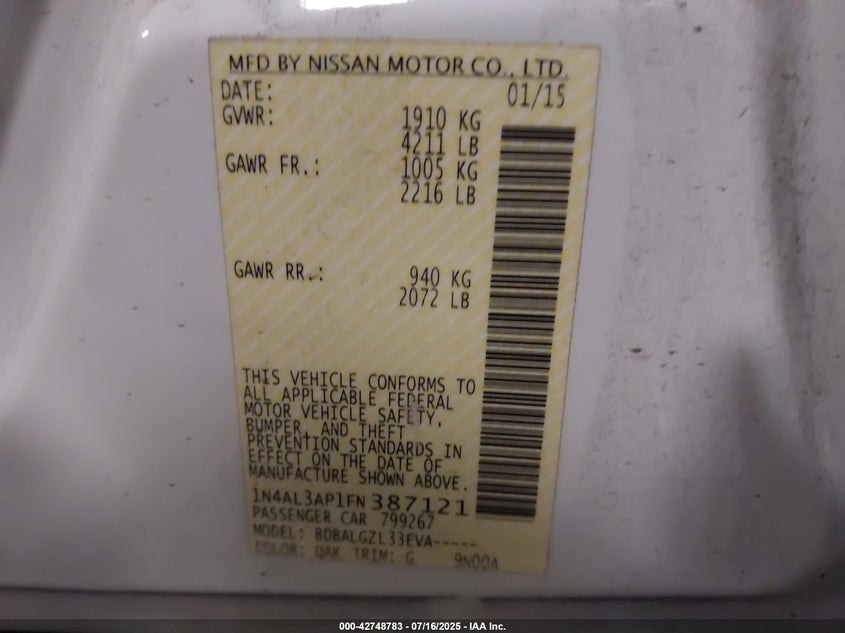 MFD BY NISSAN MOTOR CO., LTD.
DATE: 01/15
GVWR: 1910 KG
4211 LB
GAWR FR.: 1005 KG
2216 LB
GAWR RR.: 940 KG
2072 LB
THIS VEHICLE CONFORMS TO
ALL APPLICABLE FEDERAL
MOTOR VEHICLE SAFETY,
BUMPER, AND THEFT
PREVENTION STANDARDS IN
EFFECT ON THE DATE OF
MANUFACTURE SHOWN ABOVE.
1N4AL3AP1FN387121
PASSENGER CAR 799267
MODEL: BDBALGZL33EVA-----
COLOR: QAK TRIM: G 9N00A
000-42748783 - 07/16/2025 - IAA Inc.